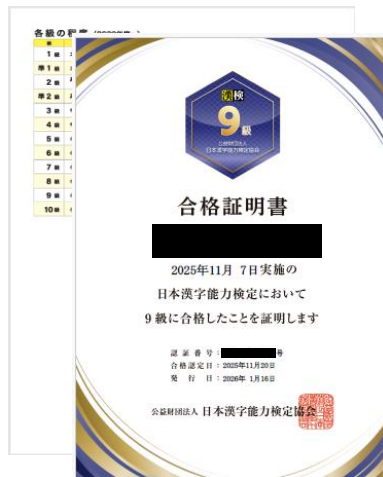 各級の程度
級
1級
準1級
2級
準2級
3級
4級
5級
6級
7級
8級
9級
10級
漢検
9級
公益財団法人
日本漢字能力検定協会
合格証明書
2025年11月 7日実施の
日本漢字能力検定において
9級に合格したことを証明します
認証番号：号
合格認定日：2025年11月20日
発行日：2026年 1月16日
公益財団法人 日本漢字能力検定協会